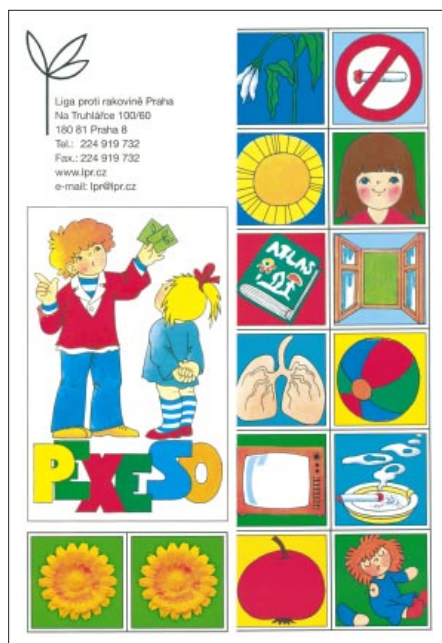 Liga proti rakovině Praha
Na Truhlářce 100/60
180 81 Praha 8
Tel.: 224 919 732
Fax.: 224 919 732
www.lpr.cz
e-mail: lpr@lpr.cz
ATLAS
PEXESO